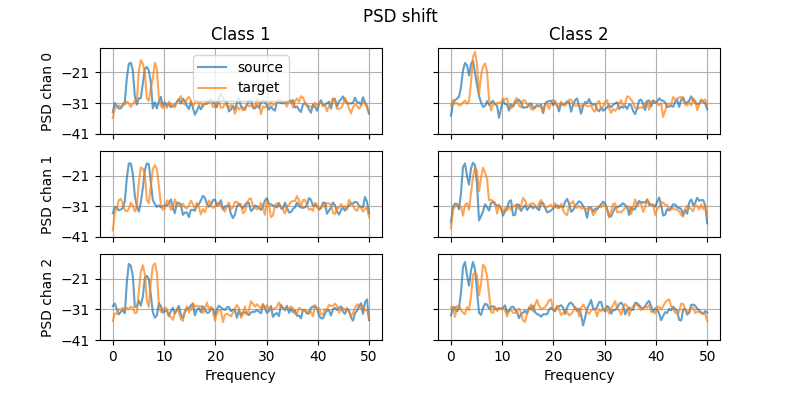 PSD shift
Class 1
Class 2
PSD chan 0
−21
−31
−41
source
target
PSD chan 1
−21
−31
−41
PSD chan 2
−21
−31
−41
0 10 20 30 40 50
0 10 20 30 40 50
Frequency
Frequency